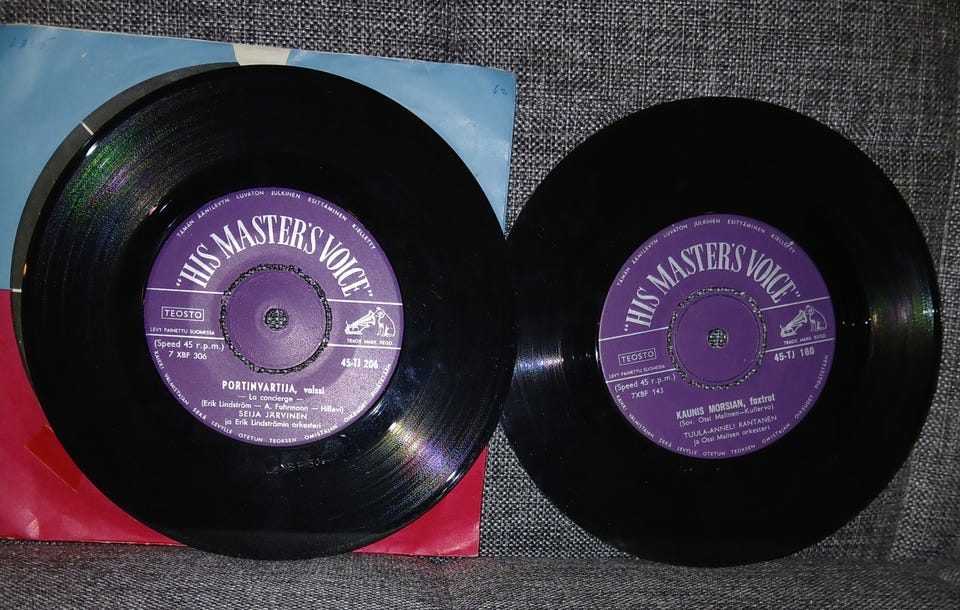 TÄMÄN ÄÄNILEVYN LUVATON JULKINEN ESITTÄMINEN KIELLETTY
"HIS MASTER'S VOICE"
TEOSTO
LEVY PAINETTU SUOMESSA
TRADE MARK REGD
(Speed 45 r.p.m.)
7 XBF 306
45-TJ 206
PORTINVARTIJA, valssi
— La concierge —
(Erik Lindström — A. Fuhrmann — Hillevi)
SEIJA JÄRVINEN
ja Erik Lindströmin orkesteri
KAIKKI VALMISTAJAN SEKÄ LEVYLLE OTETUN TEOKSEN OMISTAJAN
TÄMÄN ÄÄNILEVYN LUVATON JULKINEN ESITTÄMINEN KIELLETTY
"HIS MASTER'S VOICE"
TEOSTO
LEVY PAINETTU SUOMESSA
TRADE MARK REGD
(Speed 45 r.p.m.)
7XBF 143
45-TJ 160
KAUNIS MORSIAN, foxtrot
(Sov. Ossi Malinen-Kullervo)
TUULA-ANNELI RANTANEN
ja Ossi Malisen orkesteri
KAIKKI VALMISTAJAN SEKÄ LEVYLLE OTETUN TEOKSEN OMISTAJAN OIKEUDET PIDÄTETÄÄN